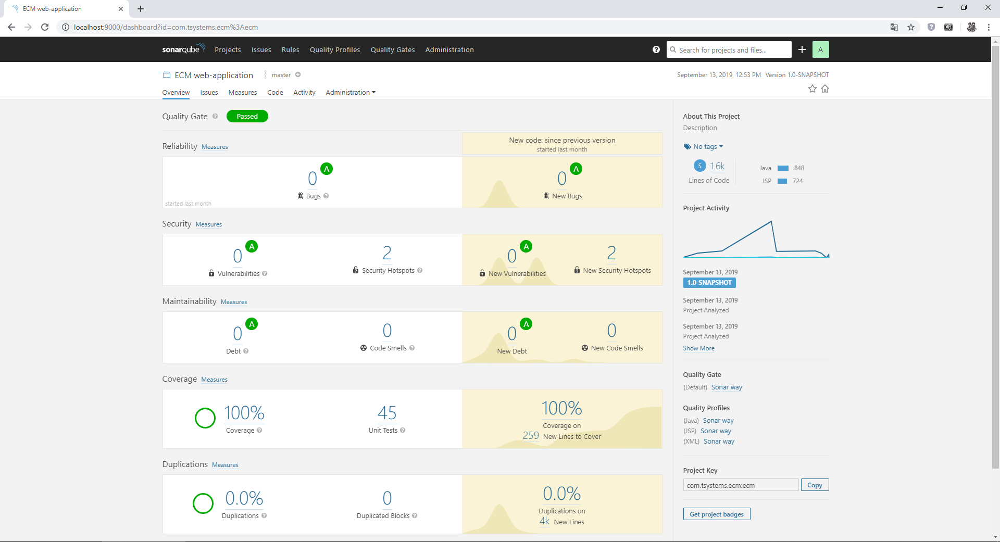 ECM web-application
localhost:9000/dashboard?id=com.tsystems.ecm%3Aecm
sonarqube Projects Issues Rules Quality Profiles Quality Gates Administration
Search for projects and files...
A
ECM web-application master
September 13, 2019, 12:53 PM Version 1.0-SNAPSHOT
Overview Issues Measures Code Activity Administration
Quality Gate ? Passed
New code: since previous version
started last month
Reliability Measures
0 A
Bugs ?
started last month
0 A
New Bugs
Security Measures
0 A
Vulnerabilities ?
2
Security Hotspots ?
0 A
New Vulnerabilities
2
New Security Hotspots
Maintainability Measures
0 A
Debt ?
0
Code Smells ?
0 A
New Debt
0
New Code Smells
Coverage Measures
100%
Coverage ?
45
Unit Tests ?
100%
Coverage on
259 New Lines to Cover
Duplications Measures
0.0%
Duplications ?
0
Duplicated Blocks ?
0.0%
Duplications on
4k New Lines
About This Project
Description
No tags
S 1.6k
Lines of Code
Java 848
JSP 724
Project Activity
September 13, 2019
1.0-SNAPSHOT
September 13, 2019
Project Analyzed
September 13, 2019
Project Analyzed
Show More
Quality Gate
(Default) Sonar way
Quality Profiles
(Java) Sonar way
(JSP) Sonar way
(XML) Sonar way
Project Key
com.tsystems.ecm:ecm Copy
Get project badges